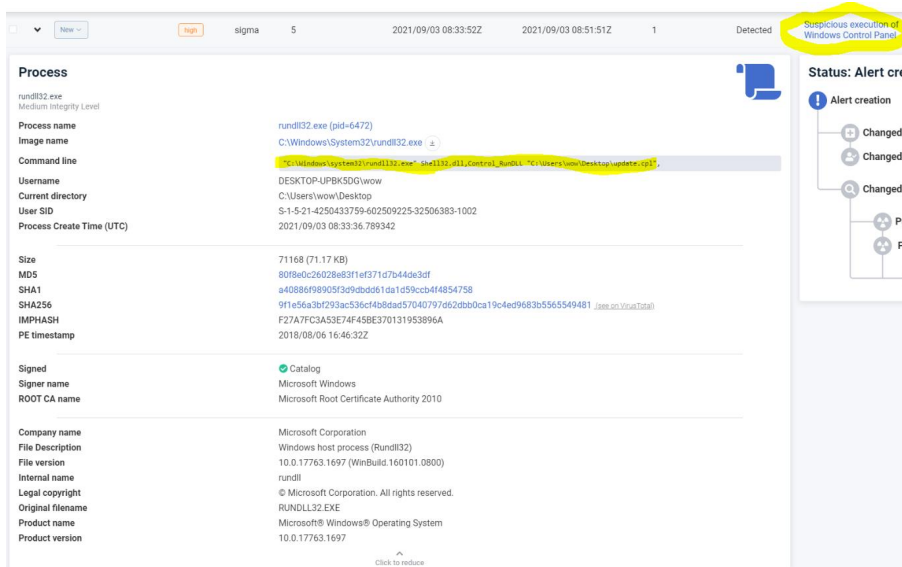 New
high
sigma
5
2021/09/03 08:33:52Z
2021/09/03 08:51:51Z
1
Detected
Suspicious execution of
Windows Control Panel
Process
rundll32.exe
Medium Integrity Level
Process name rundll32.exe (pid=6472)
Image name C:\Windows\System32\rundll32.exe
Command line "C:\Windows\system32\rundll32.exe" Shell32.dll,Control_RunDLL "C:\Users\wow\Desktop\update.cpl",
Username DESKTOP-UPBK5DG\wow
Current directory C:\Users\wow\Desktop
User SID S-1-5-21-4250433759-602509225-32506383-1002
Process Create Time (UTC) 2021/09/03 08:33:36.789342
Size 71168 (71.17 KB)
MD5 80f8e0c26028e83f1ef371d7b44de3df
SHA1 a40886f98905f3d9dbdd61da1d59ccb4f4854758
SHA256 9f1e56a3bf293ac536cf4b8dad57040797d62dbb0ca19c4ed9683b5565549481 (see on VirusTotal)
IMPHASH F27A7FC3A53E74F45BE370131953896A
PE timestamp 2018/08/06 16:46:32Z
Signed Catalog
Signer name Microsoft Windows
ROOT CA name Microsoft Root Certificate Authority 2010
Company name Microsoft Corporation
File Description Windows host process (Rundll32)
File version 10.0.17763.1697 (WinBuild.160101.0800)
Internal name rundll
Legal copyright © Microsoft Corporation. All rights reserved.
Original filename RUNDLL32.EXE
Product name Microsoft® Windows® Operating System
Product version 10.0.17763.1697
Click to reduce
Status: Alert cre
Alert creation
Changed
Changed
Changed
P